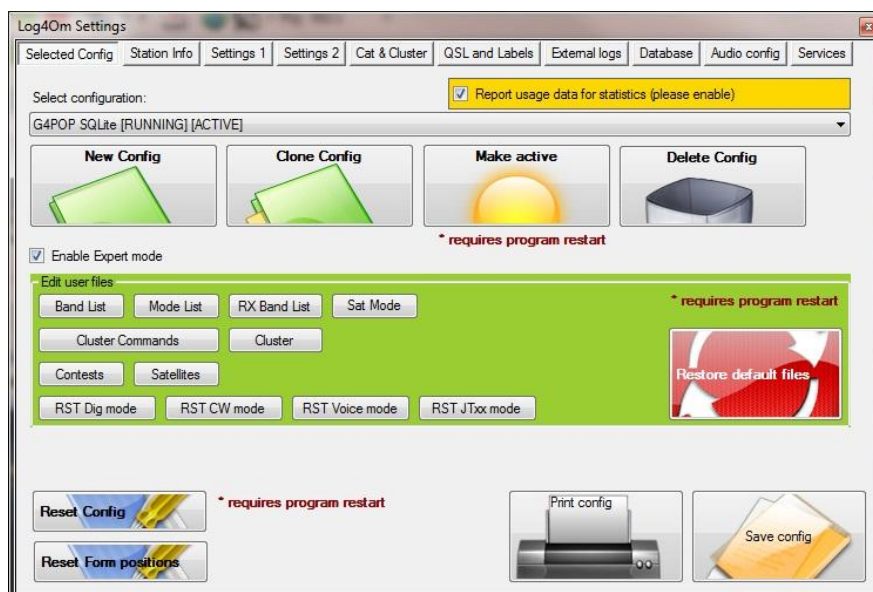 Log4Om Settings
Selected Config Station Info Settings 1 Settings 2 Cat & Cluster QSL and Labels External logs Database Audio config Services
Select configuration:
Report usage data for statistics (please enable)
G4POP SQLite [RUNNING] [ACTIVE]
New Config Clone Config Make active Delete Config
* requires program restart
Enable Expert mode
Edit user files
Band List Mode List RX Band List Sat Mode
* requires program restart
Cluster Commands Cluster
Contests Satellites
Restore default files
RST Dig mode RST CW mode RST Voice mode RST JTxx mode
Reset Config
* requires program restart
Print config
Save config
Reset Form positions